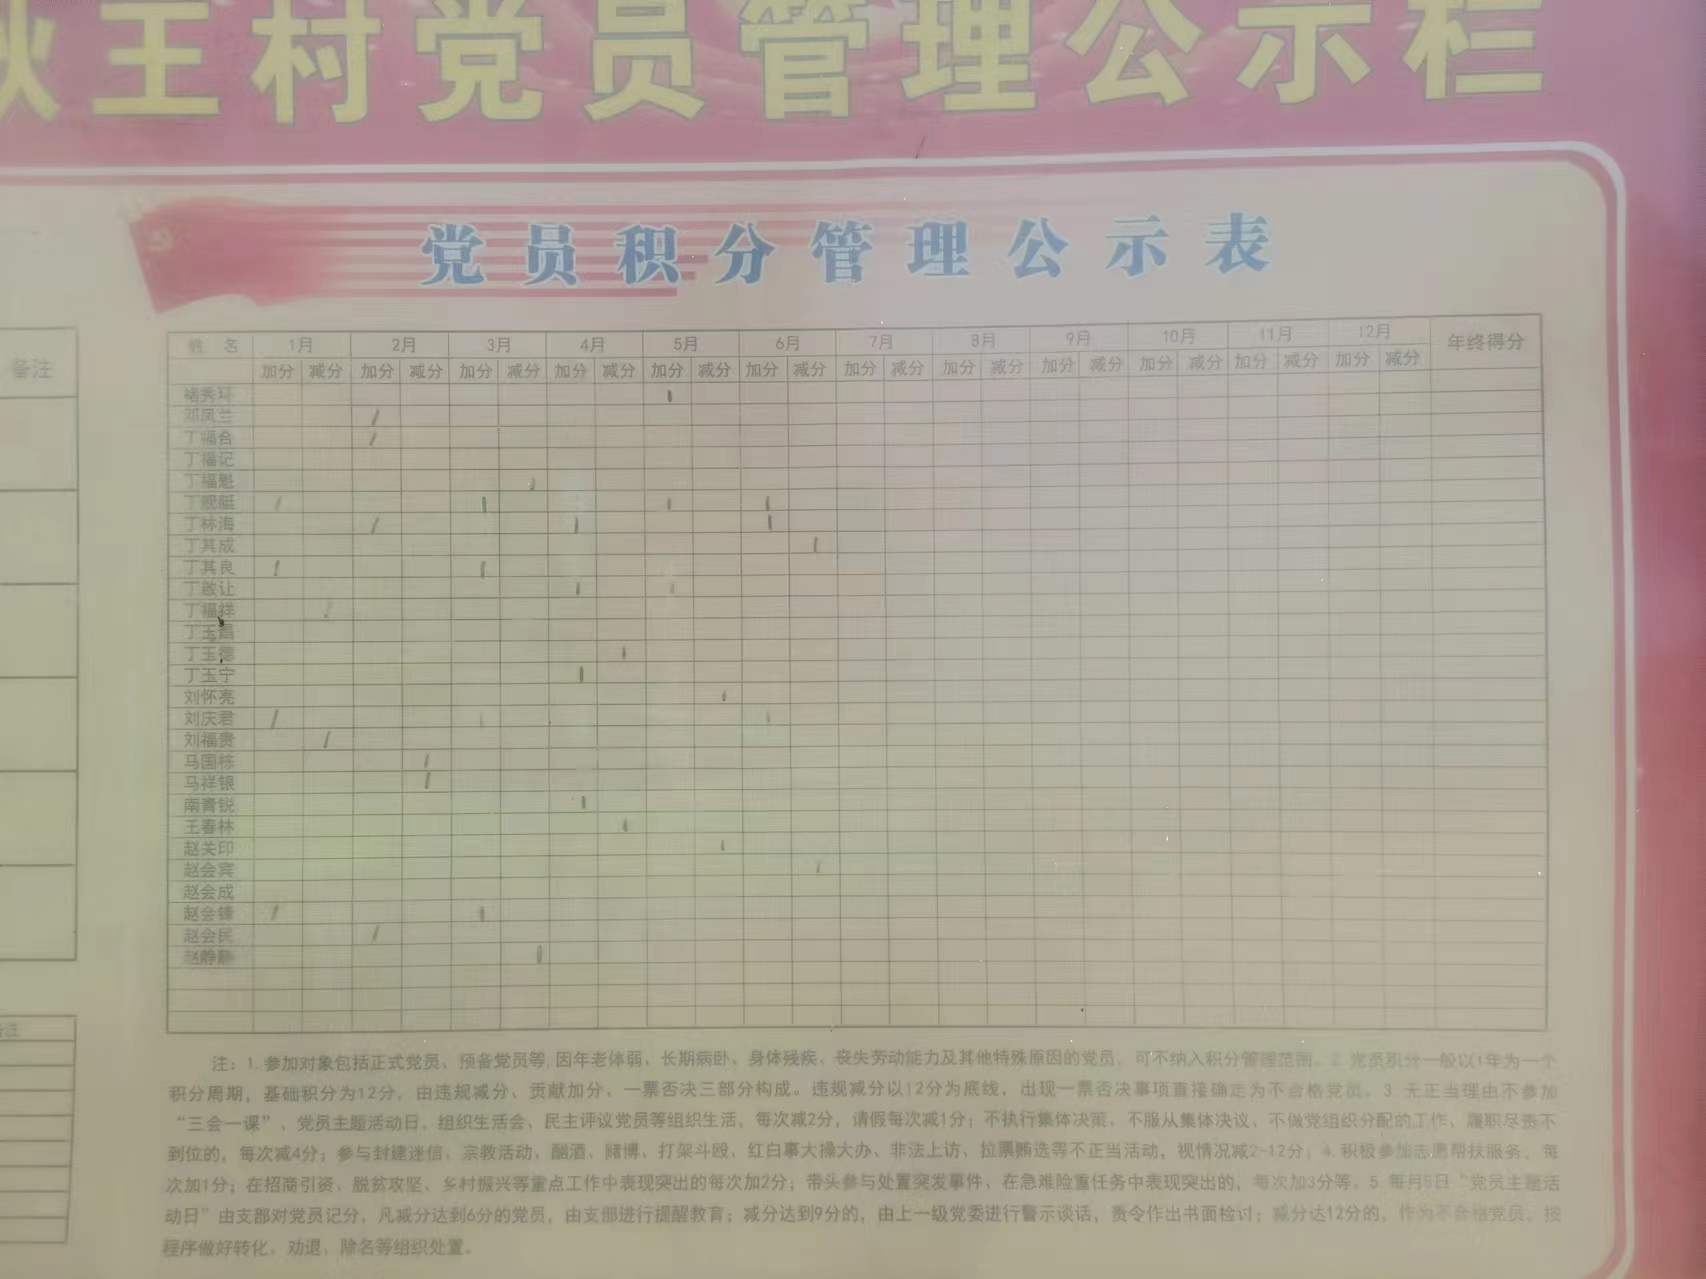 王村党员管理公示栏
党员积分管理公示表
备注
姓 名 1月 2月 3月 4月 5月 6月 7月 8月 9月 10月 11月 12月 年终得分
加分 减分 加分 减分 加分 减分 加分 减分 加分 减分 加分 减分 加分 减分 加分 减分 加分 减分 加分 减分 加分 减分 加分 减分
褚秀环
邓凤兰
丁福合
丁福记
丁福魁
丁舰艇
丁林海
丁其成
丁其良
丁啟让
丁福祥
丁玉昌
丁玉德
丁玉宁
刘怀亮
刘庆君
刘福贵
马国栋
马祥银
南青锐
王春林
赵关印
赵会宾
赵会成
赵会锋
赵会民
赵静静
备注
注：1.参加对象包括正式党员、预备党员等，因年老体弱、长期病卧、身体残疾、丧失劳动能力及其他特殊原因的党员，可不纳入积分管理范围。2.党员积分一般以1年为一个
积分周期，基础积分为12分，由违规减分、贡献加分、一票否决三部分构成。违规减分以12分为底线，出现一票否决事项直接确定为不合格党员。3.无正当理由不参加
“三会一课”、党员主题活动日、组织生活会、民主评议党员等组织生活，每次减2分，请假每次减1分；不执行集体决策、不服从集体决议、不做党组织分配的工作、履职尽责不
到位的，每次减4分；参与封建迷信、宗教活动、酗酒、赌博、打架斗殴、红白事大操大办、非法上访、拉票贿选等不正当活动，视情况减2-12分；4.积极参加志愿帮扶服务，每
次加1分；在招商引资、脱贫攻坚、乡村振兴等重点工作中表现突出的每次加2分；带头参与处置突发事件、在急难险重任务中表现突出的，每次加3分等。5.每月5日“党员主题活
动日”由支部对党员记分，凡减分达到6分的党员，由支部进行提醒教育；减分达到9分的，由上一级党委进行警示谈话，责令作出书面检讨；减分达12分的，作为不合格党员，按
程序做好转化、劝退、除名等组织处置。